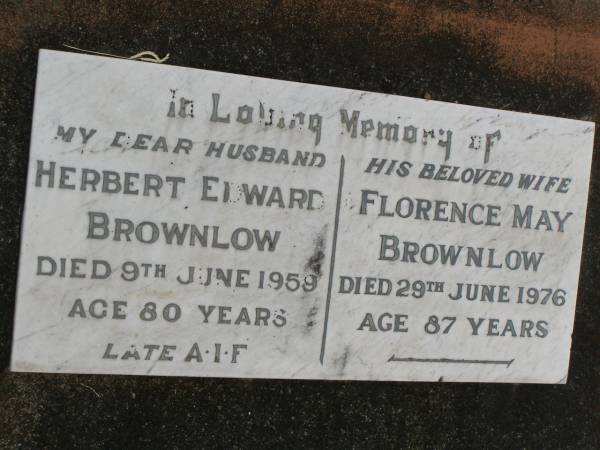 In Loving Memory of
MY DEAR HUSBAND
HERBERT EDWARD
BROWNLOW
DIED 9TH JUNE 1959
AGE 80 YEARS
LATE A.I.F
HIS BELOVED WIFE
FLORENCE MAY
BROWNLOW
DIED 29TH JUNE 1976
AGE 87 YEARS